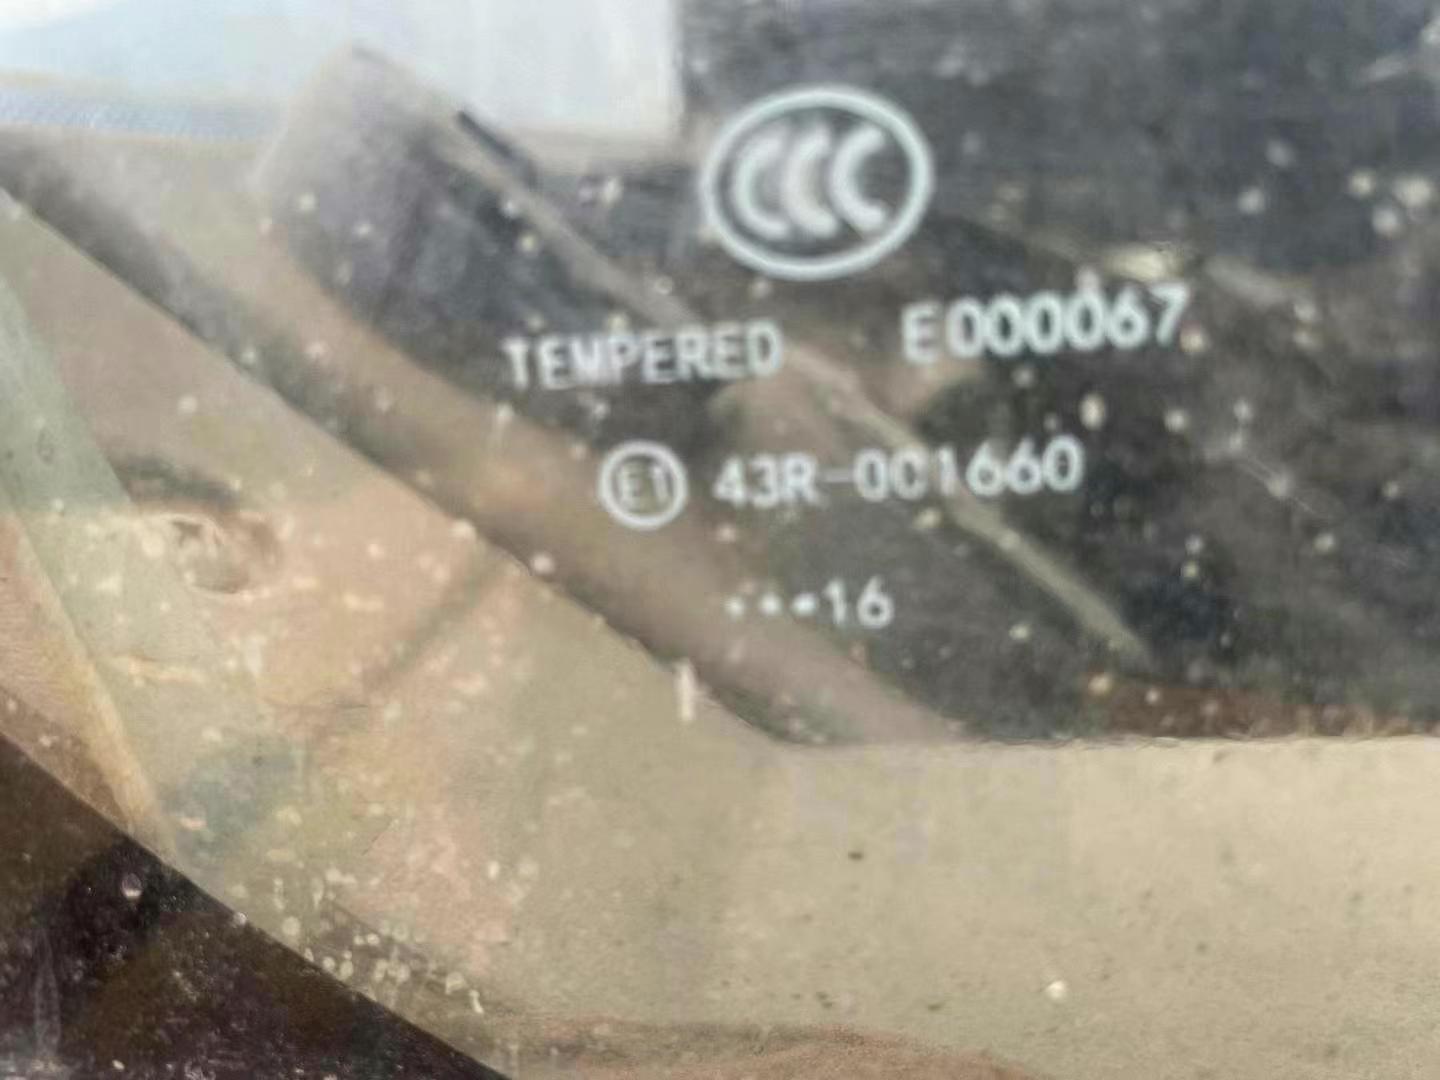 CCC
TEMPERED E000067
E1 43R-001660
•••16